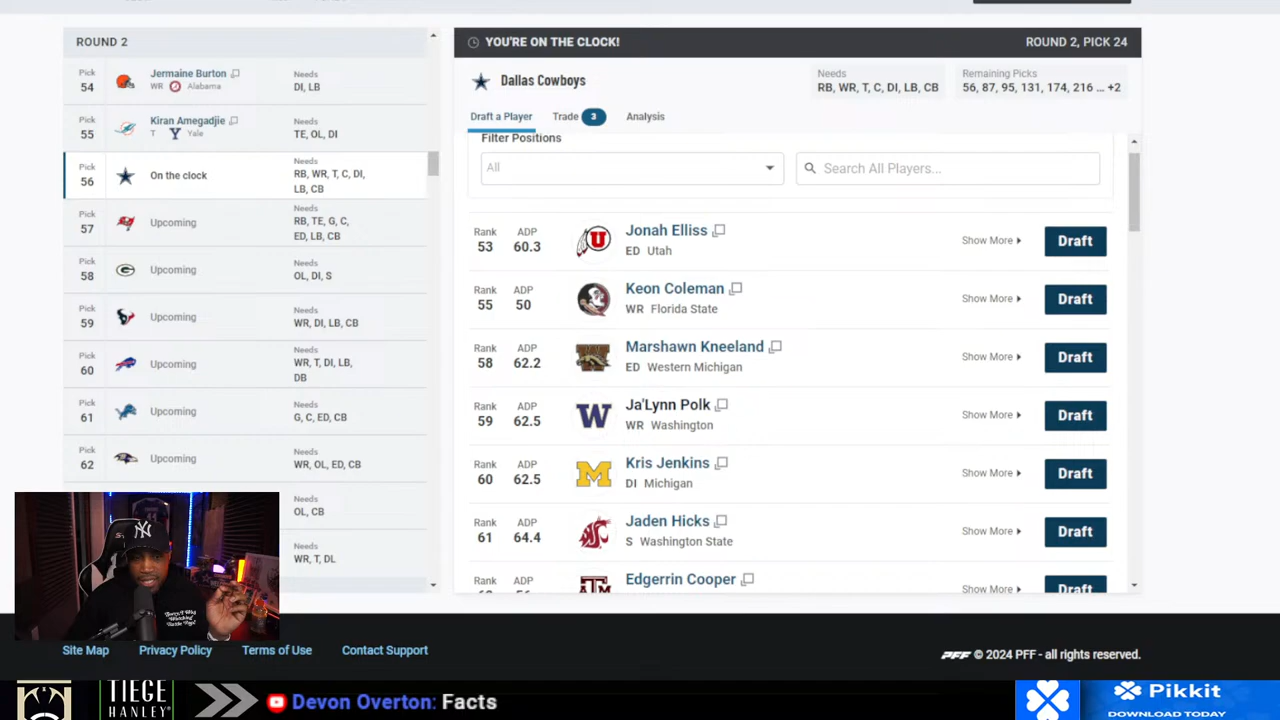 ROUND 2
Pick 54 Jermaine Burton Needs
WR Alabama DI, LB
Pick 55 Kiran Amegadjie Needs
T Yale TE, OL, DI
Pick 56 On the clock Needs
RB, WR, T, C, DI,
LB, CB
Pick 57 Upcoming Needs
RB, TE, G, C,
ED, LB, CB
Pick 58 Upcoming Needs
OL, DI, S
Pick 59 Upcoming Needs
WR, DI, LB, CB
Pick 60 Upcoming Needs
WR, T, DI, LB,
DB
Pick 61 Upcoming Needs
G, C, ED, CB
Pick 62 Upcoming Needs
WR, OL, ED, CB
Needs
OL, CB
Needs
WR, T, DI,
YOU'RE ON THE CLOCK! ROUND 2, PICK 24
Dallas Cowboys
Needs
RB, WR, T, C, DI, LB, CB
Remaining Picks
56, 87, 95, 131, 174, 216 ... +2
Draft a Player Trade 3 Analysis
Filter Positions
All Search All Players...
Rank 53 ADP 60.3 Jonah Elliss Show More Draft
ED Utah
Rank 55 ADP 50 Keon Coleman Show More Draft
WR Florida State
Rank 58 ADP 62.2 Marshawn Kneeland Show More Draft
ED Western Michigan
Rank 59 ADP 62.5 Ja'Lynn Polk Show More Draft
WR Washington
Rank 60 ADP 62.5 Kris Jenkins Show More Draft
DI Michigan
Rank 61 ADP 64.4 Jaden Hicks Show More Draft
S Washington State
Rank ADP Edgerrin Cooper Show More Draft
Site Map Privacy Policy Terms of Use Contact Support
PFF © 2024 PFF - all rights reserved.
TIEGE
HANLEY
Devon Overton: Facts
Pikkit
DOWNLOAD TODAY